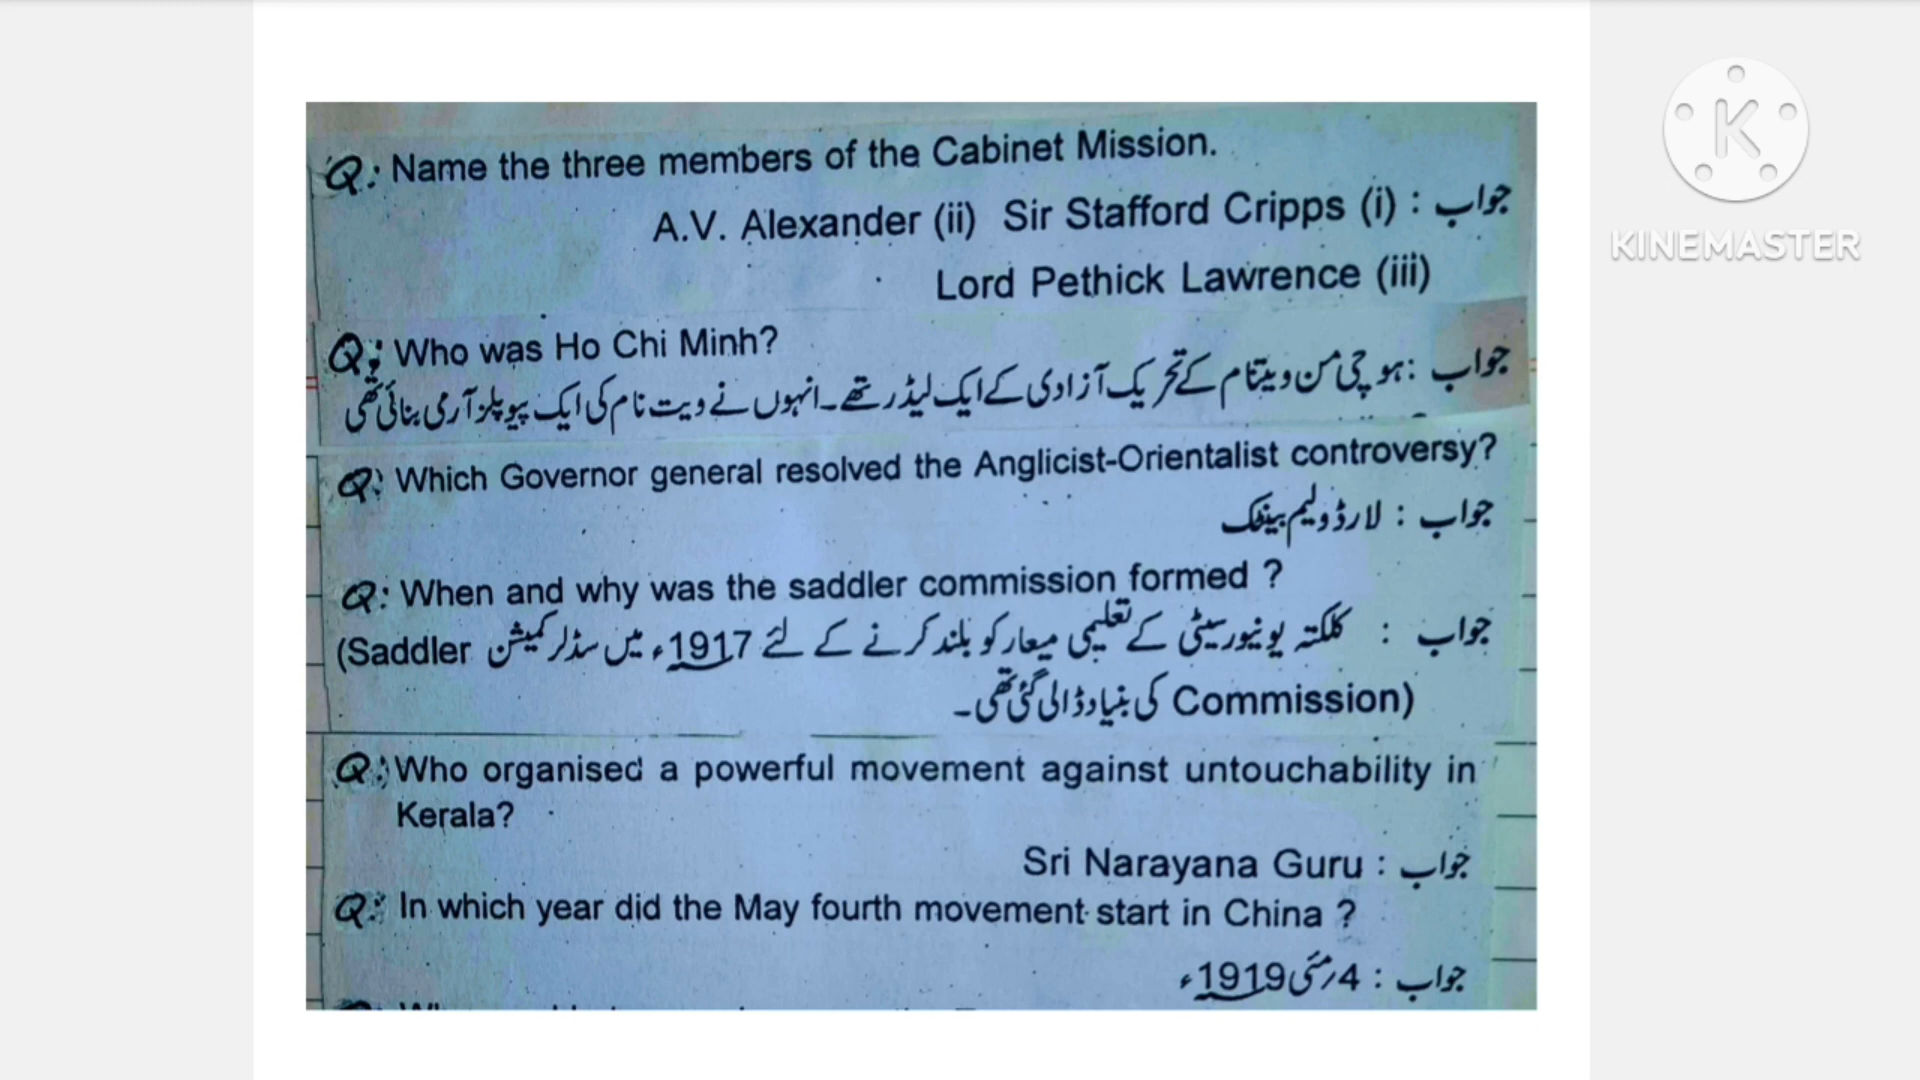 Q: Name the three members of the Cabinet Mission.
جواب : (i) Sir Stafford Cripps (ii) A.V. Alexander
(iii) Lord Pethick Lawrence
Q: Who was Ho Chi Minh?
جواب : ہو چی من ویتنام کے تحریک آزادی کے ایک لیڈر تھے۔ انہوں نے ویت نام کی ایک پیوپلز آرمی بنائی تھی
Q: Which Governor general resolved the Anglicist-Orientalist controversy?
جواب : لارڈ ولیم بینٹک
Q: When and why was the saddler commission formed ?
جواب : کلکتہ یونیورسیٹی کے تعلیمی معیار کو بلند کرنے کے لئے 1917ء میں سڈلر کمیشن (Saddler
Commission) کی بنیاد ڈالی گئی تھی۔
Q: Who organised a powerful movement against untouchability in
Kerala?
جواب : Sri Narayana Guru
Q: In which year did the May fourth movement start in China ?
جواب : 4/مئی 1919ء
KINEMASTER